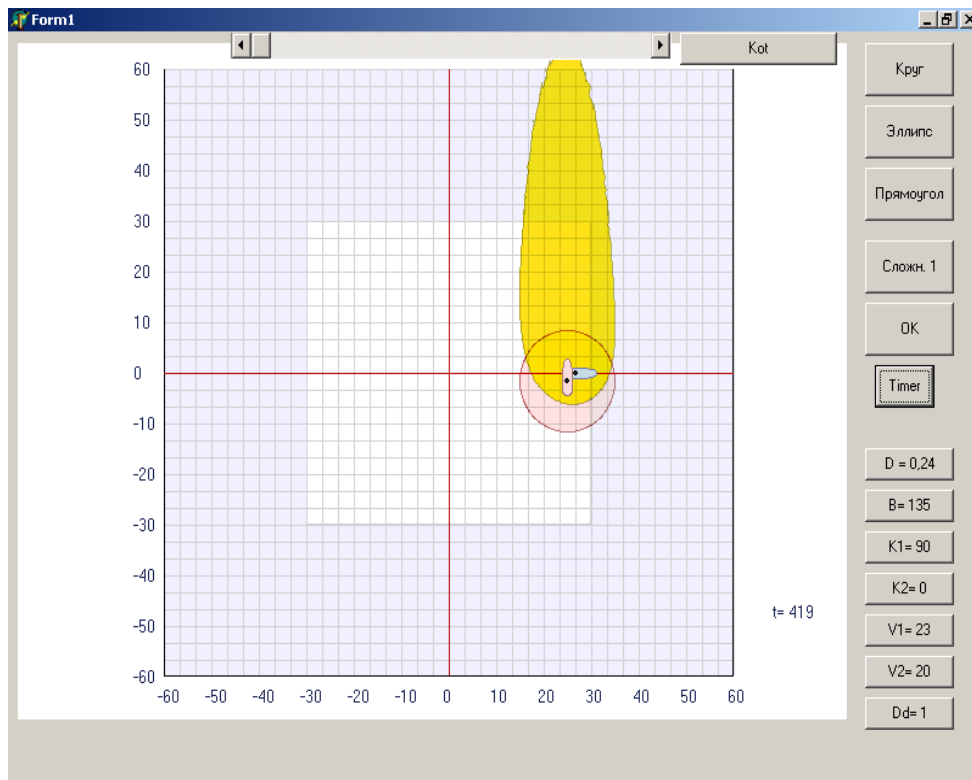 Form1
Kot
Круг
Эллипс
Прямоугол
Сложн. 1
OK
Timer
D = 0,24
B= 135
K1= 90
K2= 0
V1= 23
V2= 20
Dd= 1
t= 419
60
50
40
30
20
10
0
-10
-20
-30
-40
-50
-60
-60 -50 -40 -30 -20 -10 0 10 20 30 40 50 60